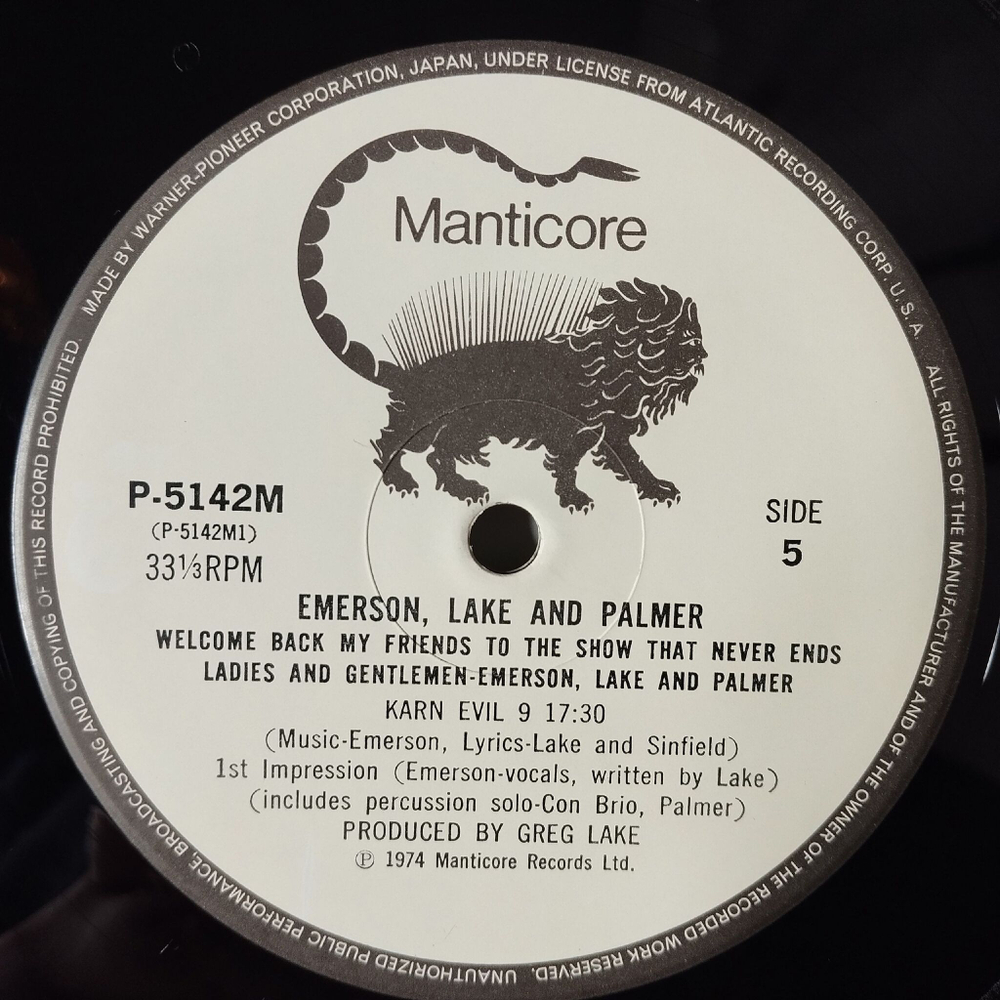 MADE BY WARNER-PIONEER CORPORATION, JAPAN, UNDER LICENSE FROM ATLANTIC RECORDING CORP. U.S.A. ALL RIGHTS OF THE MANUFACTURER AND OF THE OWNER OF THE RECORDED WORK RESERVED. UNAUTHORIZED PUBLIC PERFORMANCE, BROADCASTING AND COPYING OF THIS RECORD PROHIBITED.
Manticore
P-5142M
(P-5142M1)
33⅓RPM
SIDE
5
EMERSON, LAKE AND PALMER
WELCOME BACK MY FRIENDS TO THE SHOW THAT NEVER ENDS
LADIES AND GENTLEMEN-EMERSON, LAKE AND PALMER
KARN EVIL 9 17:30
(Music-Emerson, Lyrics-Lake and Sinfield)
1st Impression (Emerson-vocals, written by Lake)
(includes percussion solo-Con Brio, Palmer)
PRODUCED BY GREG LAKE
Ⓟ 1974 Manticore Records Ltd.